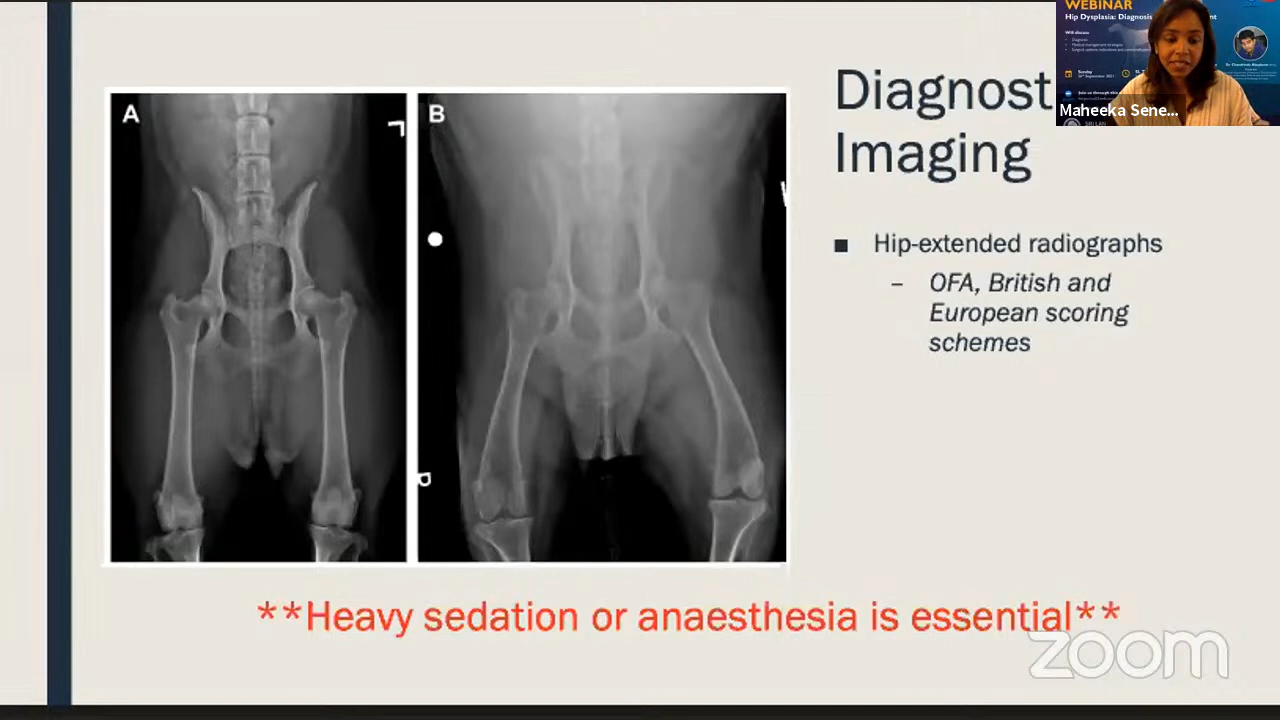 WEBINAR
Hip Dysplasia: Diagnosis
Maheeka Sene...
Diagnost
Imaging
A
B
■ Hip-extended radiographs
– OFA, British and
European scoring
schemes
**Heavy sedation or anaesthesia is essential**
zoom